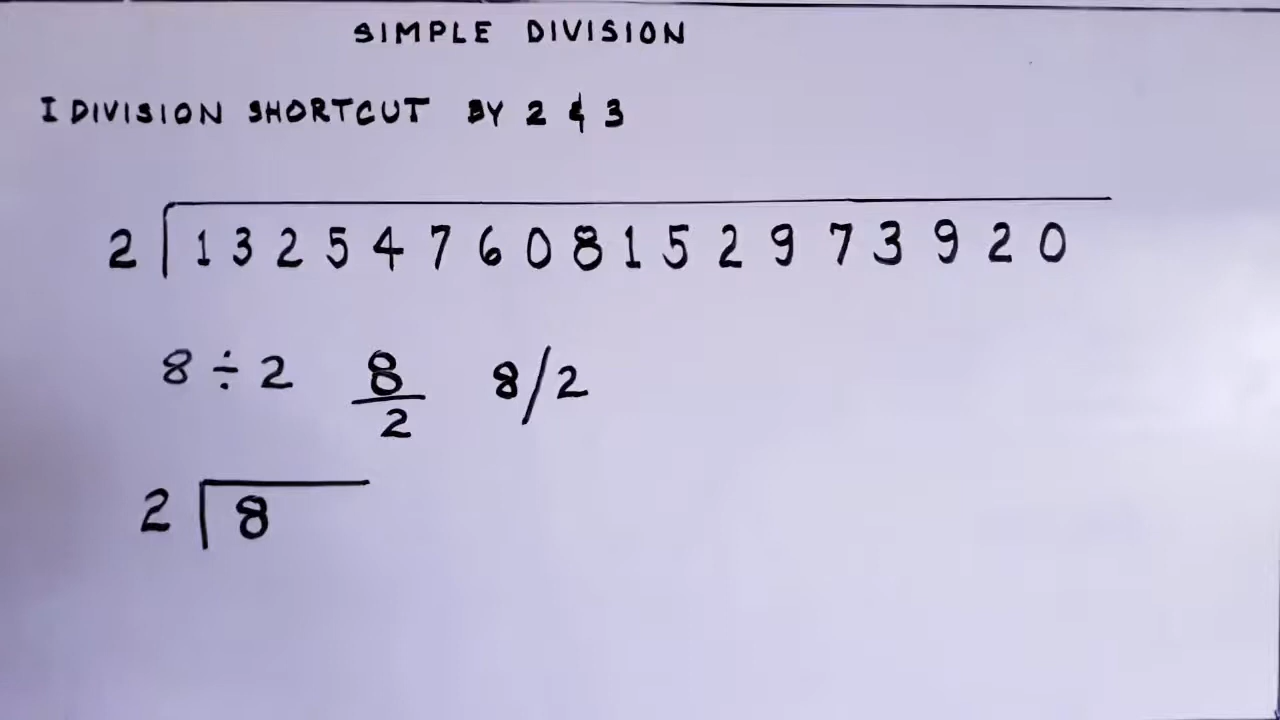 SIMPLE DIVISION
I DIVISION SHORTCUT BY 2 & 3
2 1 3 2 5 4 7 6 0 8 1 5 2 9 7 3 9 2 0
8 ÷ 2 8/2 8/2
2 8